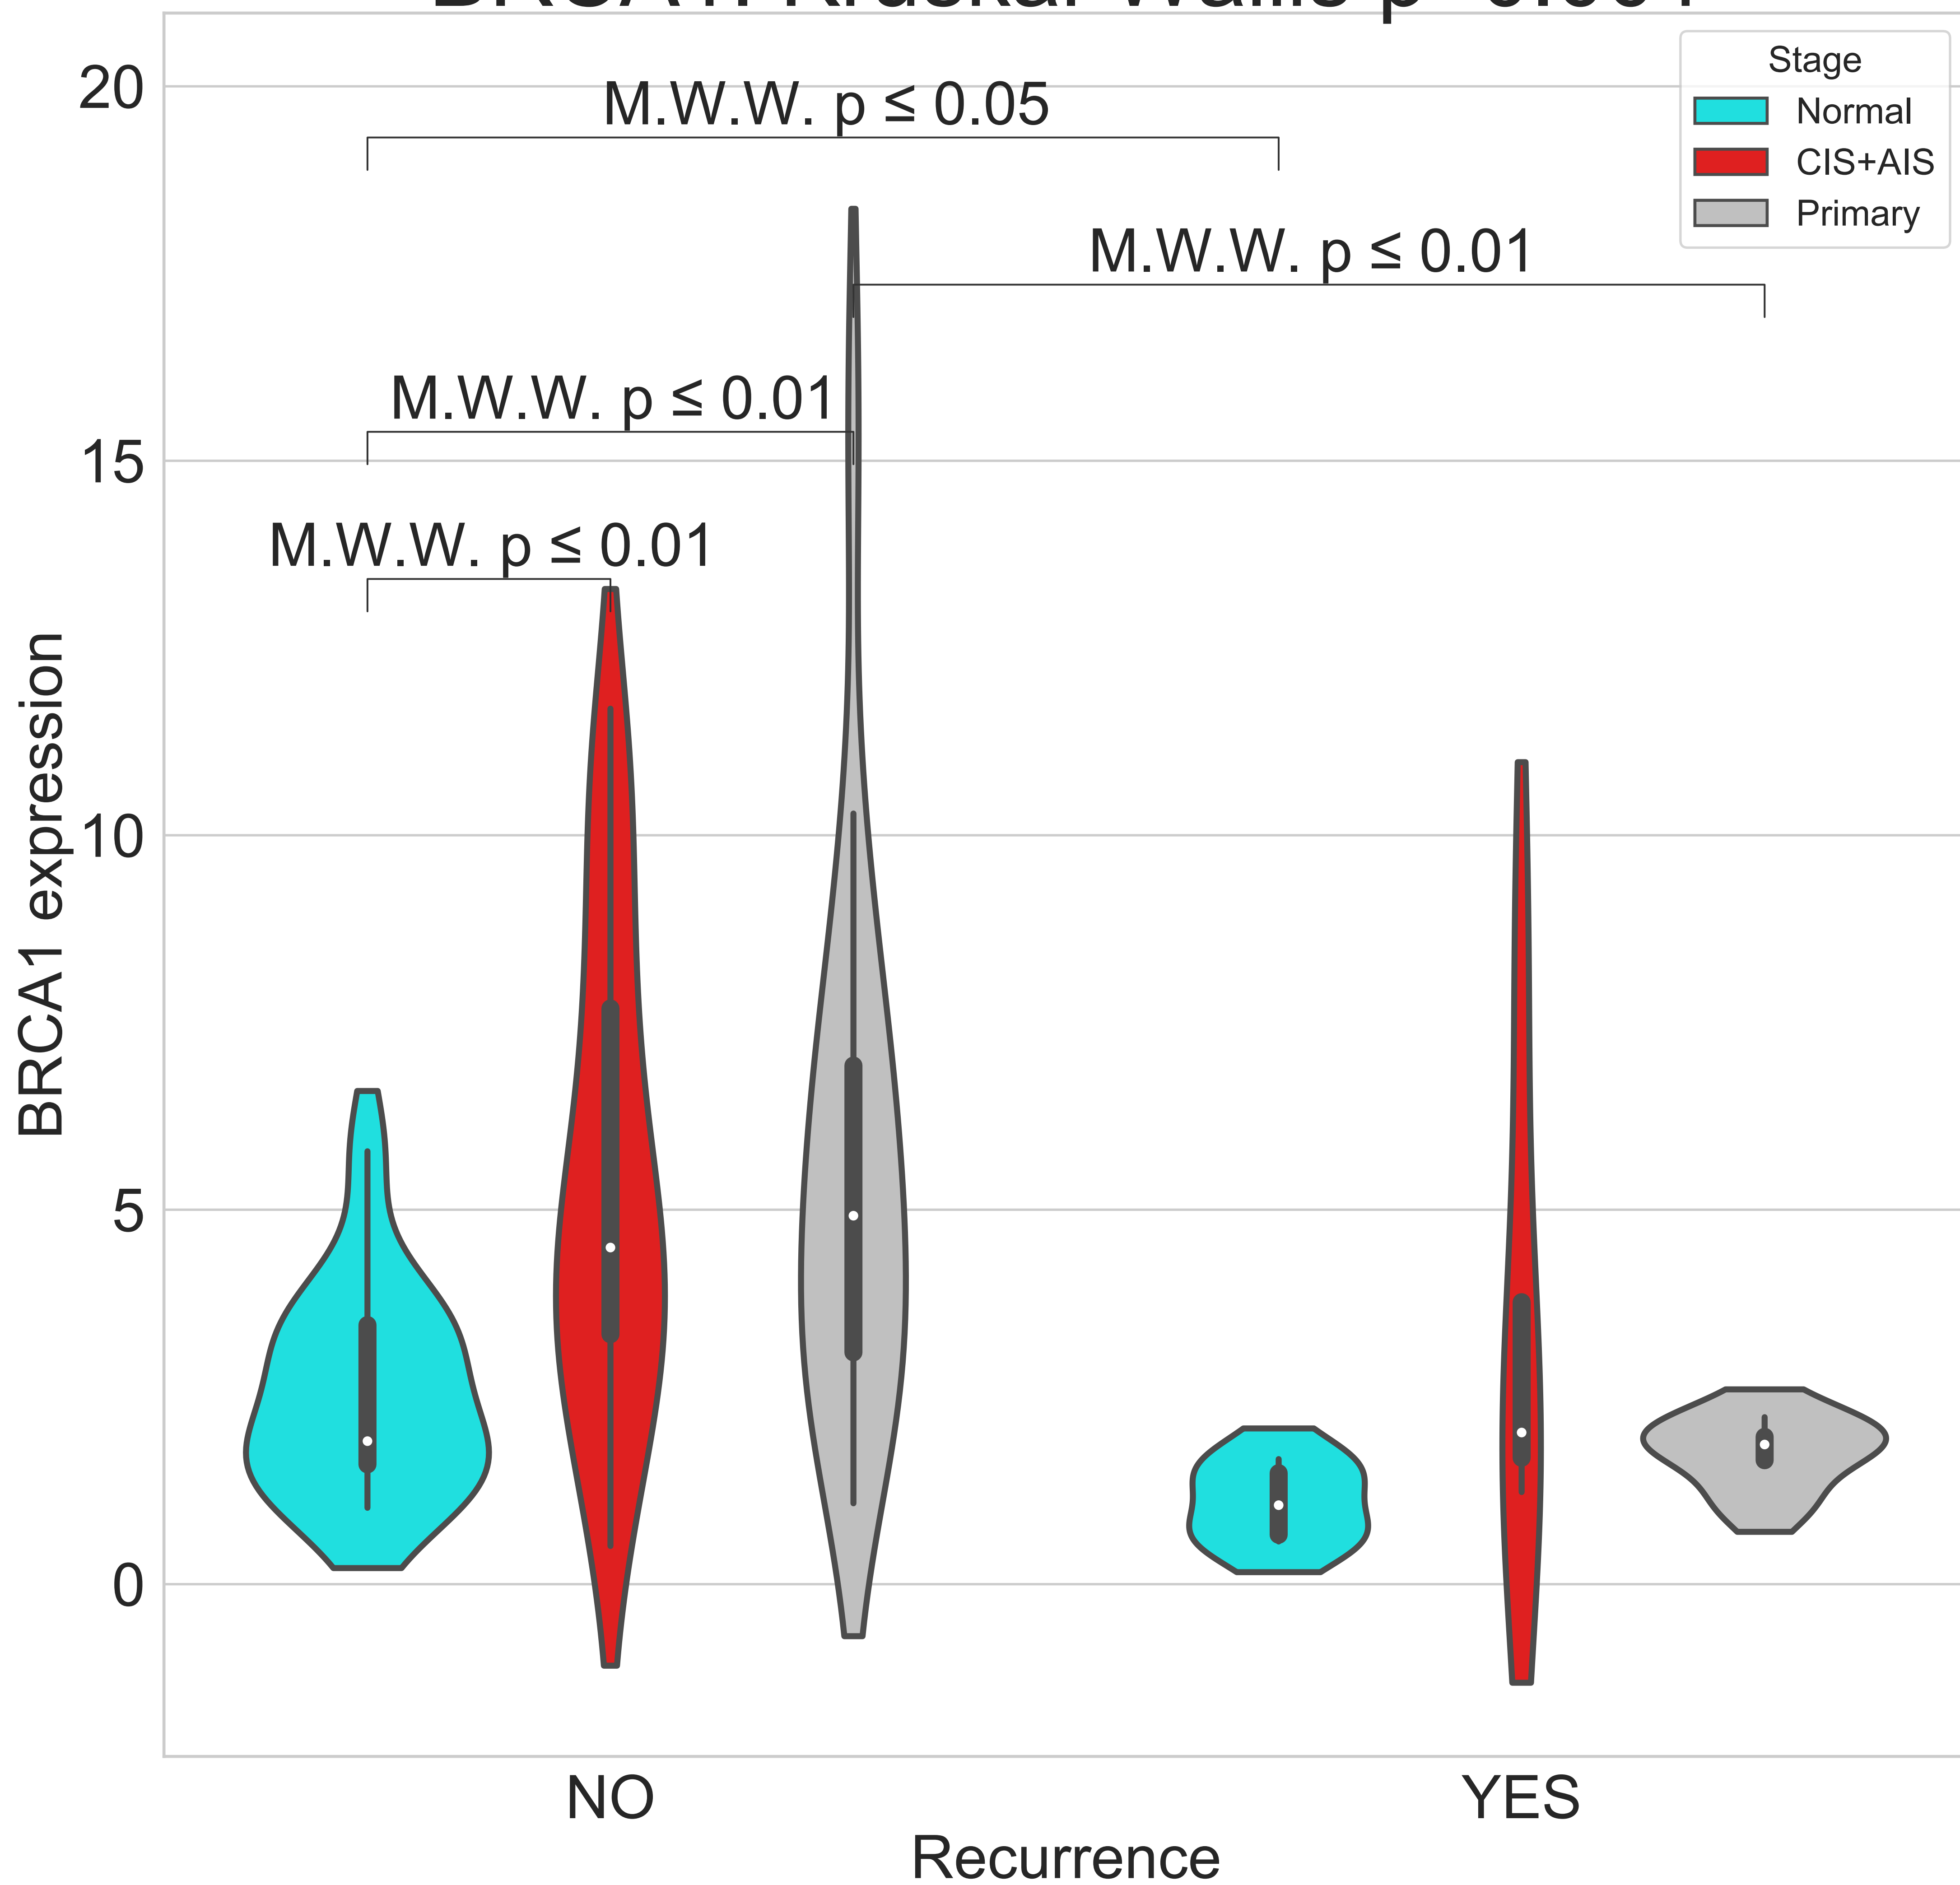 Stage
Normal
CIS+AIS
Primary
M.W.W. p ≤ 0.05
M.W.W. p ≤ 0.01
M.W.W. p ≤ 0.01
M.W.W. p ≤ 0.01
20
15
10
5
0
BRCA1 expression
NO
YES
Recurrence